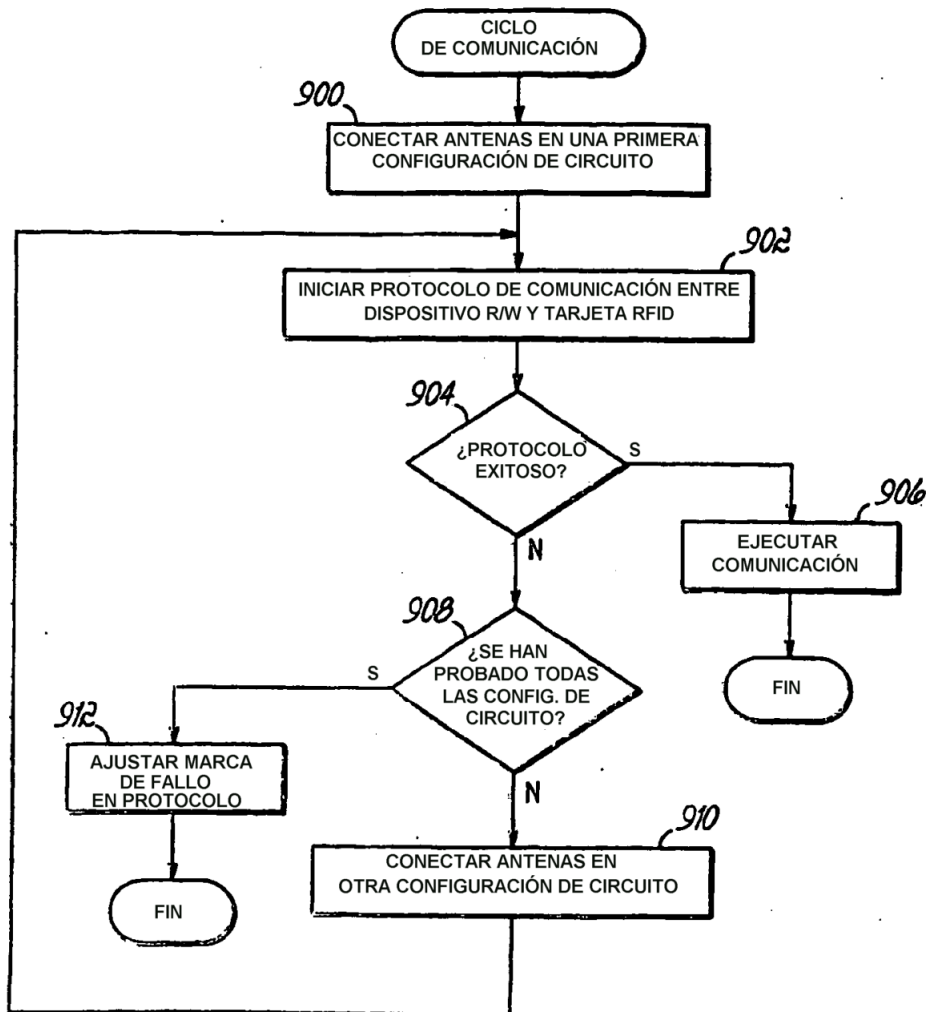 CICLO
DE COMUNICACIÓN
900
CONECTAR ANTENAS EN UNA PRIMERA
CONFIGURACIÓN DE CIRCUITO
902
INICIAR PROTOCOLO DE COMUNICACIÓN ENTRE
DISPOSITIVO R/W Y TARJETA RFID
904
¿PROTOCOLO
EXITOSO?
S
N
906
EJECUTAR
COMUNICACIÓN
FIN
908
¿SE HAN
PROBADO TODAS
LAS CONFIG. DE
CIRCUITO?
S
N
912
AJUSTAR MARCA
DE FALLO
EN PROTOCOLO
FIN
910
CONECTAR ANTENAS EN
OTRA CONFIGURACIÓN DE CIRCUITO